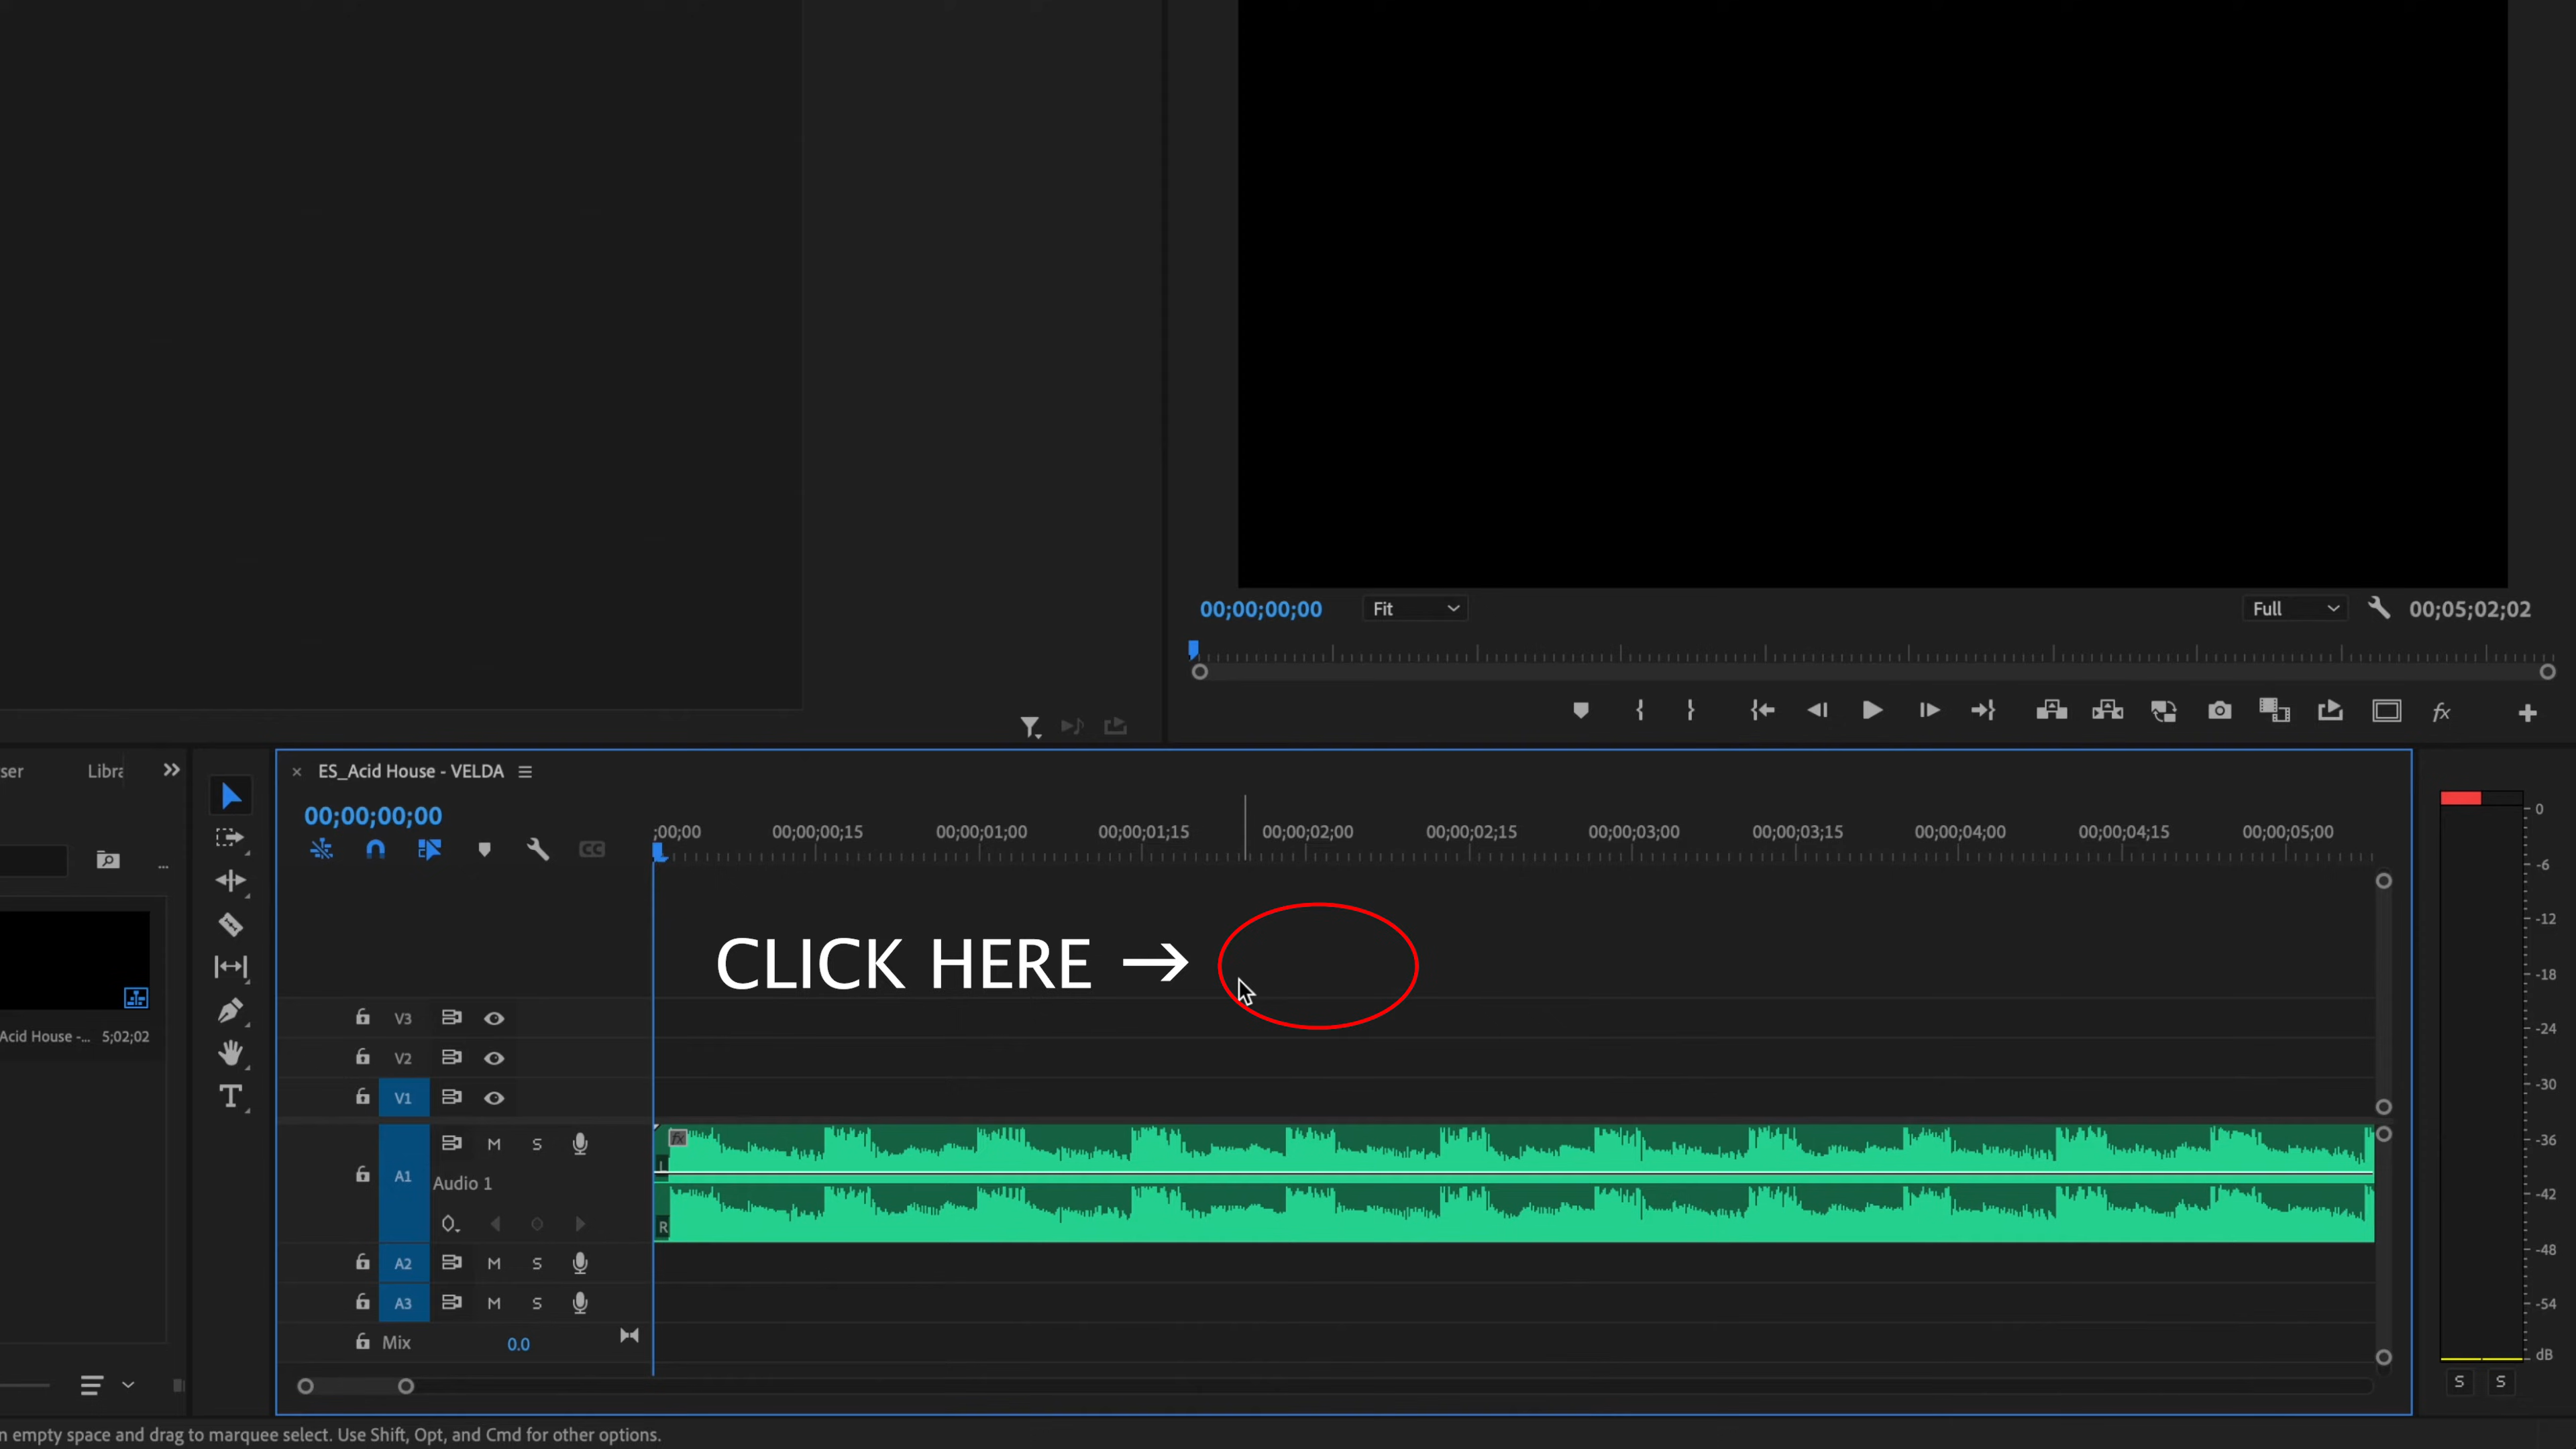 00;00;00;00
Fit
Full
00;05;02;02
ser
Libra
ES_Acid House - VELDA
00;00;00;00
;00;00
00;00;00;15
00;00;01;00
00;00;01;15
00;00;02;00
00;00;02;15
00;00;03;00
00;00;03;15
00;00;04;00
00;00;04;15
00;00;05;00
CC
...
CLICK HERE →
V3
V2
V1
Acid House -... 5;02;02
T
fx
fx
L
R
A1
M
S
Audio 1
A2
M
S
A3
M
S
Mix
0.0
0
-6
-12
-18
-24
-30
-36
-42
-48
-54
dB
S
S
n empty space and drag to marquee select. Use Shift, Opt, and Cmd for other options.